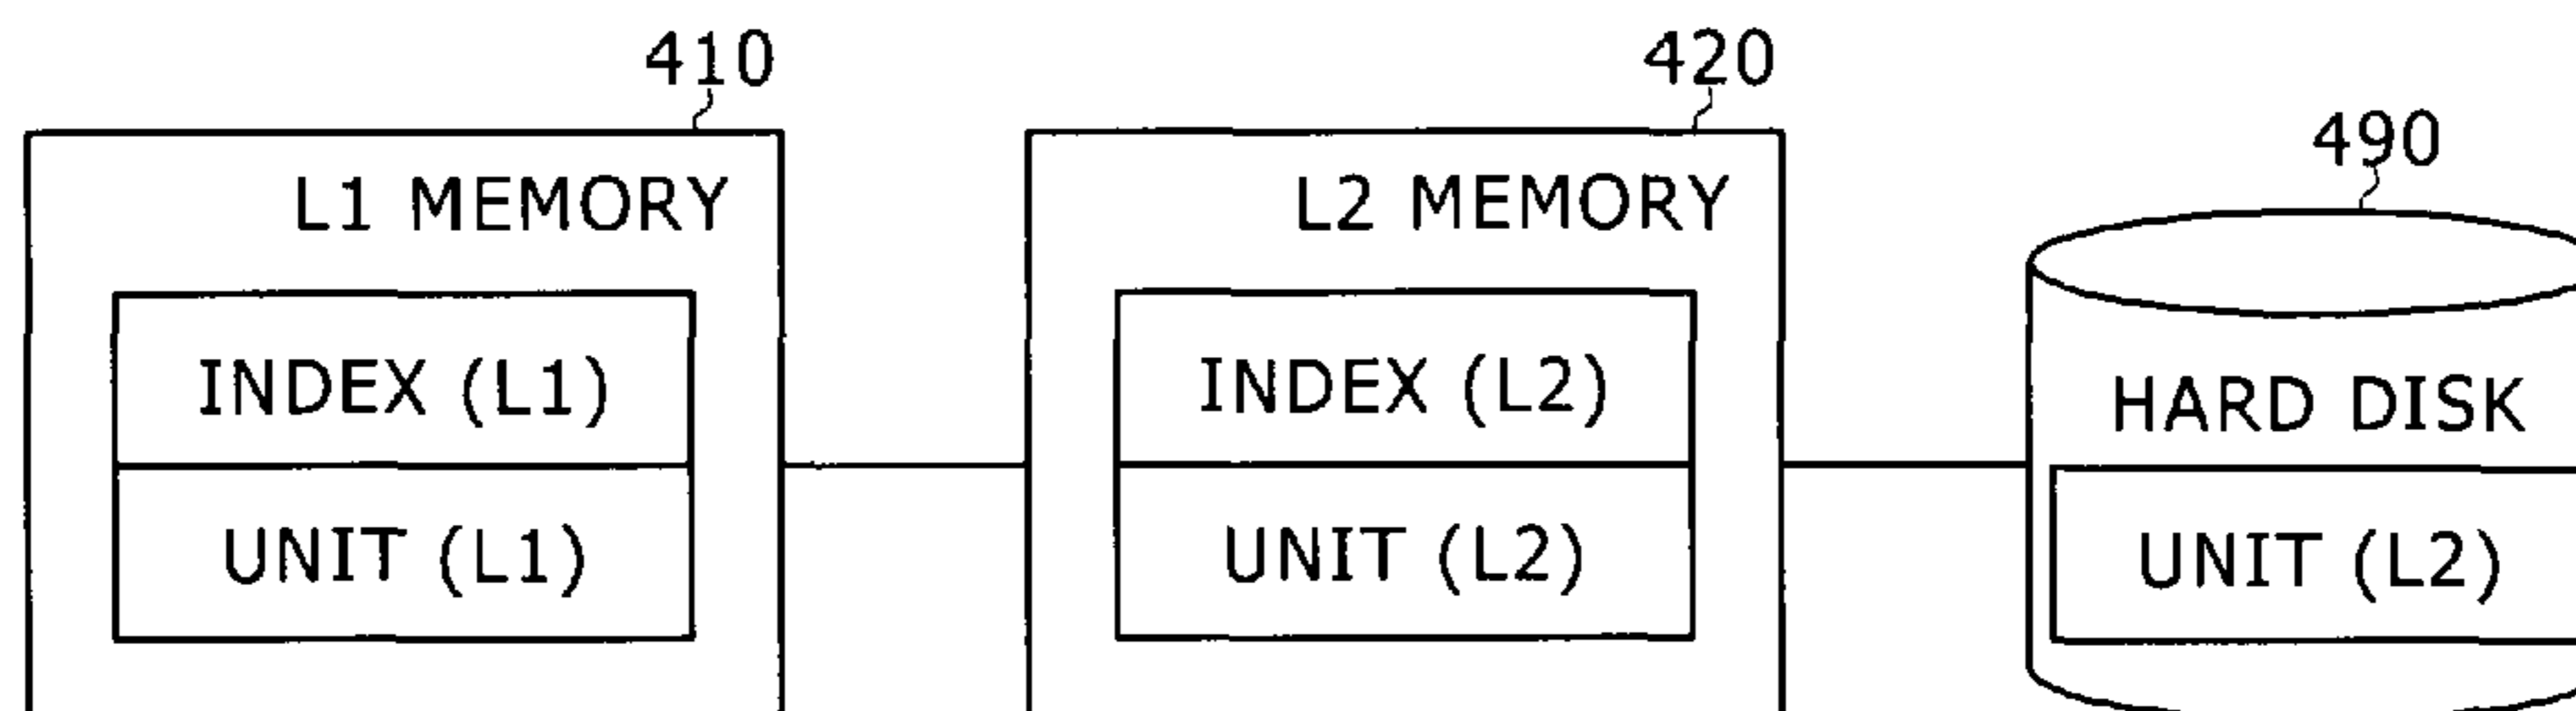 410
420
490
L1 MEMORY
L2 MEMORY
INDEX (L1)
INDEX (L2)
HARD DISK
UNIT (L1)
UNIT (L2)
UNIT (L2)